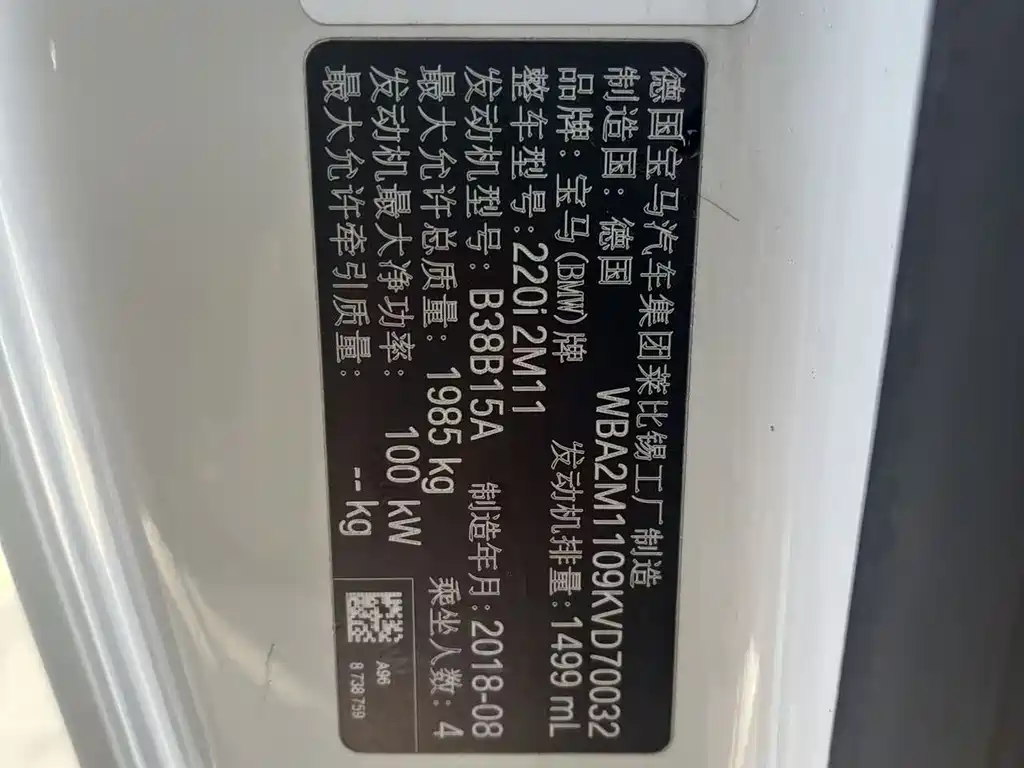 德国宝马汽车集团莱比锡工厂制造
制造国：德国 WBA2M1109KVD70032
品牌：宝马(BMW)牌 发动机排量：1499 mL
整车型号：220i 2M11
发动机型号： B38B15A 制造年月：2018-08
最大允许总质量： 1985 kg 乘坐人数：4
发动机最大净功率： 100 kW
最大允许牵引质量： -- kg
A96
8 738 759